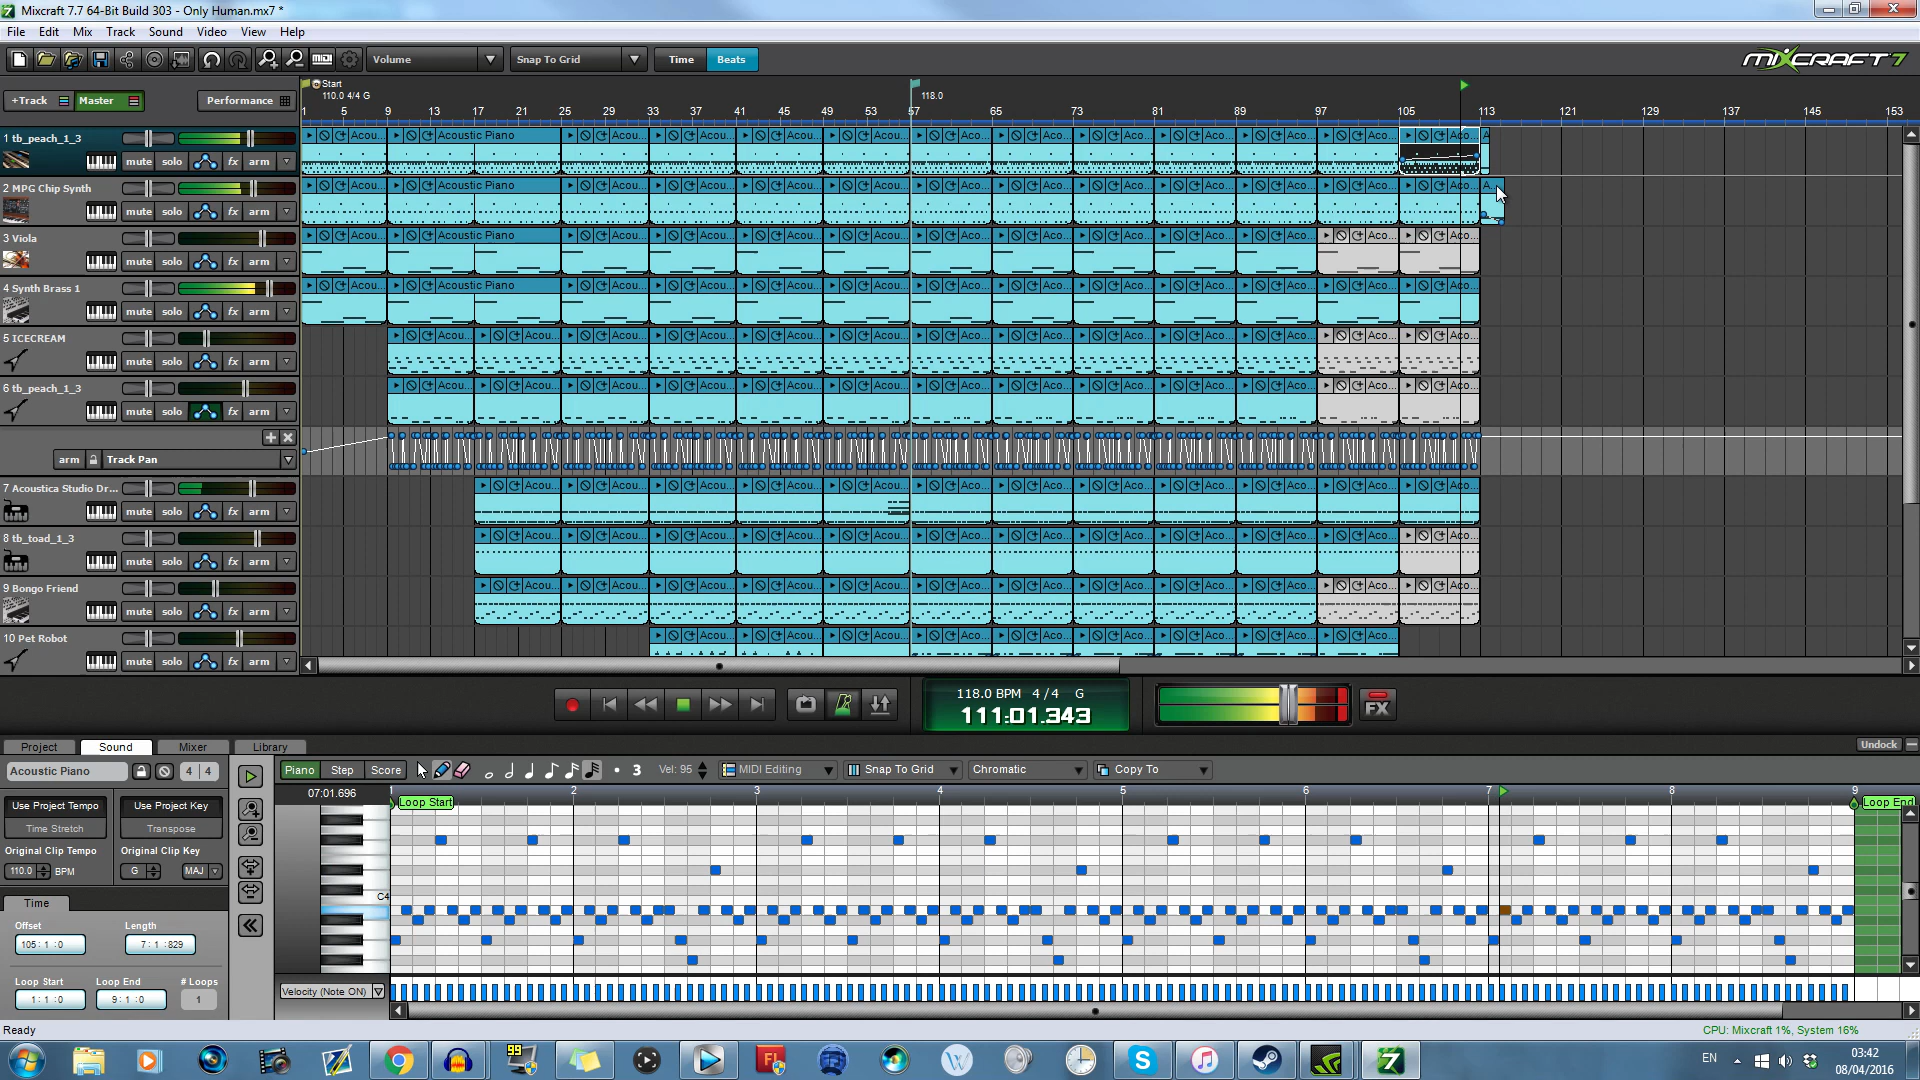 Mixcraft 7.7 64-Bit Build 303 - Only Human.mx7 *
File Edit Mix Track Sound Video View Help
Volume Snap To Grid Time Beats MIXCRAFT 7
Start
+Track Master Performance 110.0 4/4 G 118.0
1 5 9 13 17 21 25 29 33 37 41 45 49 53 57 65 73 81 89 97 105 113 121 129 137 145 153
1 tb_peach_1_3
mute solo fx arm
2 MPG Chip Synth
mute solo fx arm
3 Viola
mute solo fx arm
4 Synth Brass 1
mute solo fx arm
5 ICECREAM
mute solo fx arm
6 tb_peach_1_3
mute solo fx arm
arm Track Pan
7 Acoustica Studio Dr...
mute solo fx arm
8 tb_toad_1_3
mute solo fx arm
9 Bongo Friend
mute solo fx arm
10 Pet Robot
mute solo fx arm
Acoustic Piano
118.0 BPM 4/4 G
111:01.343
FX
Project Sound Mixer Library Undock
Acoustic Piano 4 4 Piano Step Score 3 Vel: 95 MIDI Editing Snap To Grid Chromatic Copy To
07:01.696 1 2 3 4 5 6 7 8 9
Loop Start Loop End
Use Project Tempo Use Project Key
Time Stretch Transpose
Original Clip Tempo Original Clip Key
110.0 BPM G MAJ
C4
Time
Offset Length
105: 1 :0 7: 1 :829
Loop Start Loop End # Loops
1: 1 :0 9: 1 :0 1
Velocity (Note ON)
Ready CPU: Mixcraft 1%, System 16%
99
EN 03:42
08/04/2016